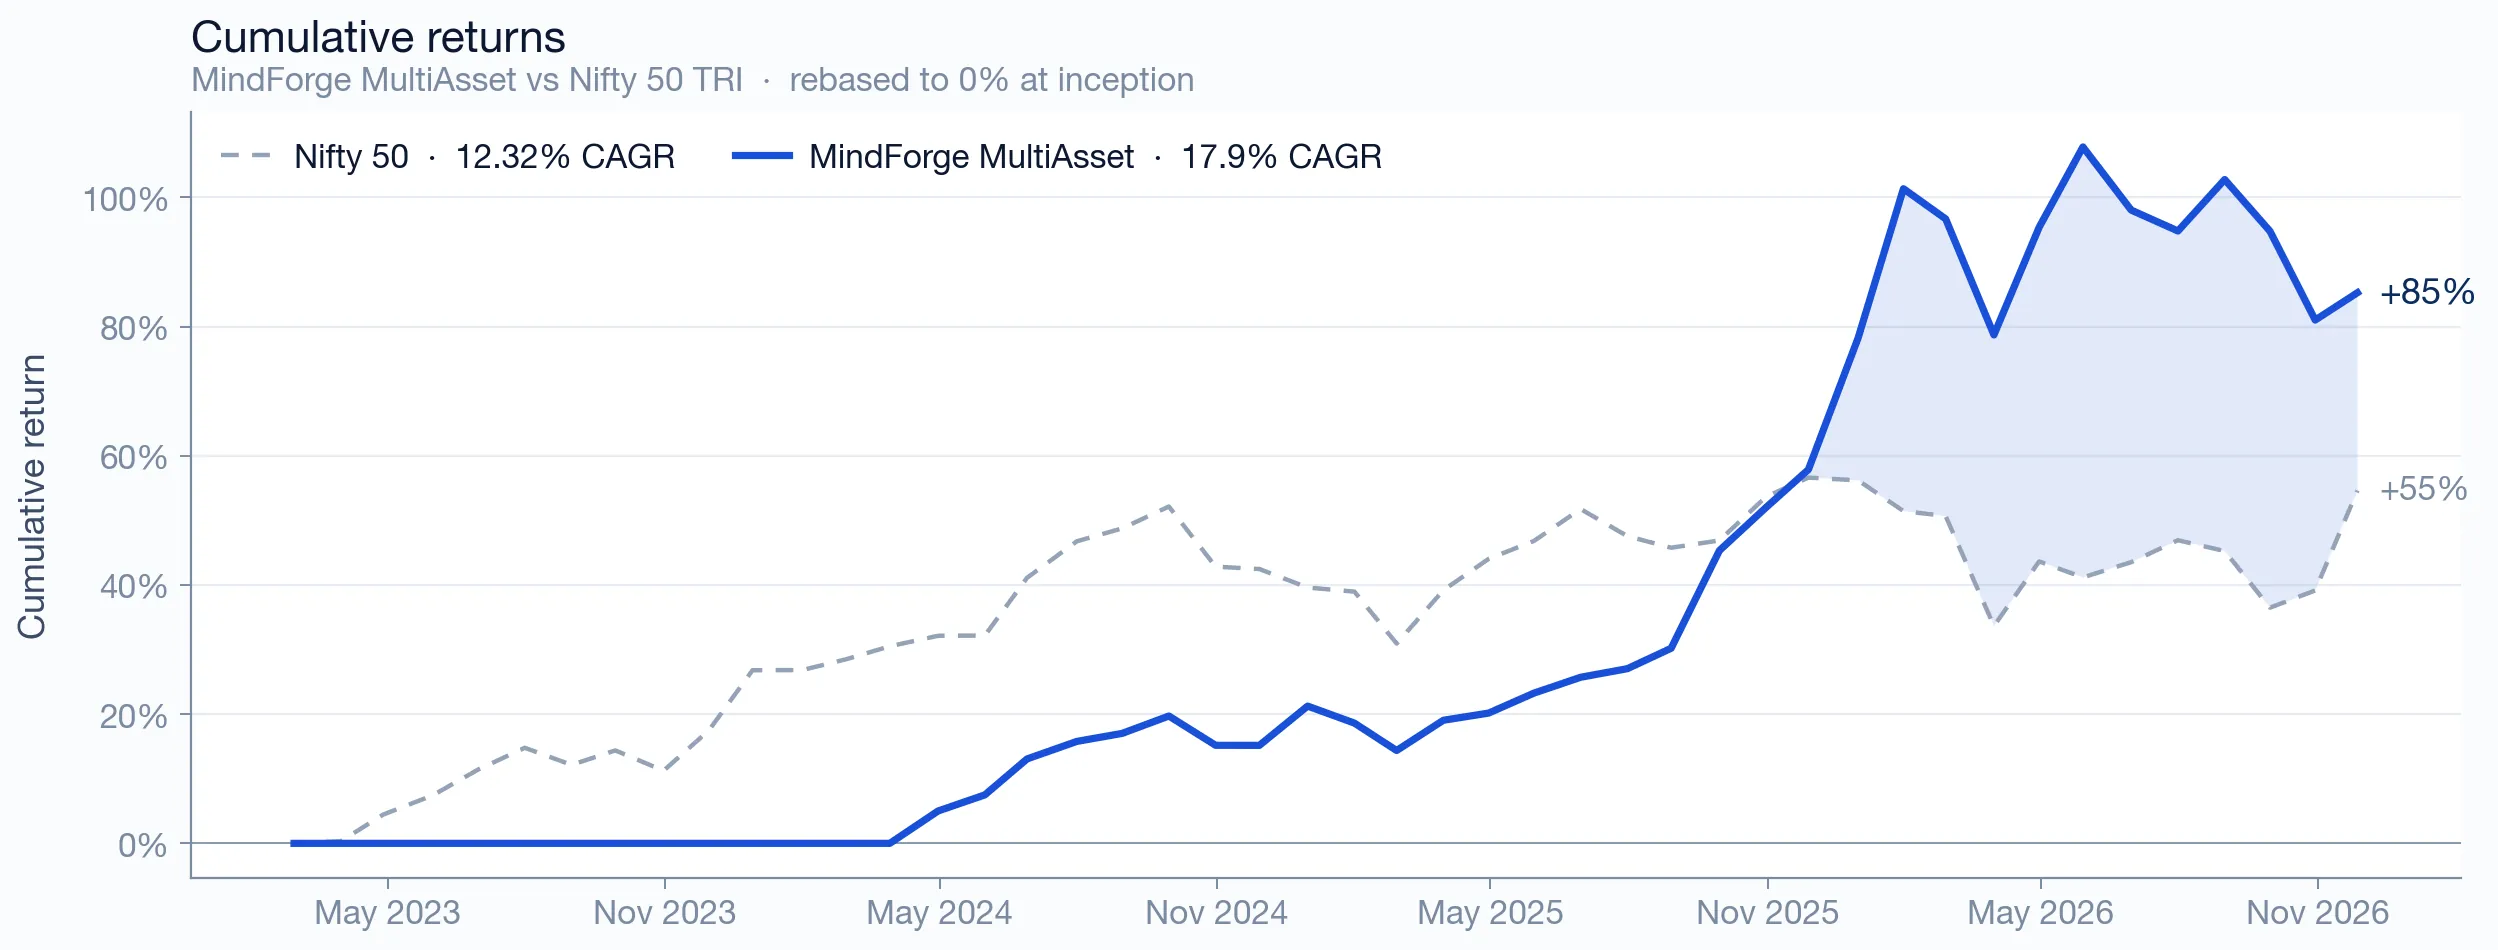 Cumulative returns
MindForge MultiAsset vs Nifty 50 TRI · rebased to 0% at inception
Nifty 50 · 12.32% CAGR
MindForge MultiAsset · 17.9% CAGR
Cumulative return
100%
80%
60%
40%
20%
0%
+85%
+55%
May 2023
Nov 2023
May 2024
Nov 2024
May 2025
Nov 2025
May 2026
Nov 2026